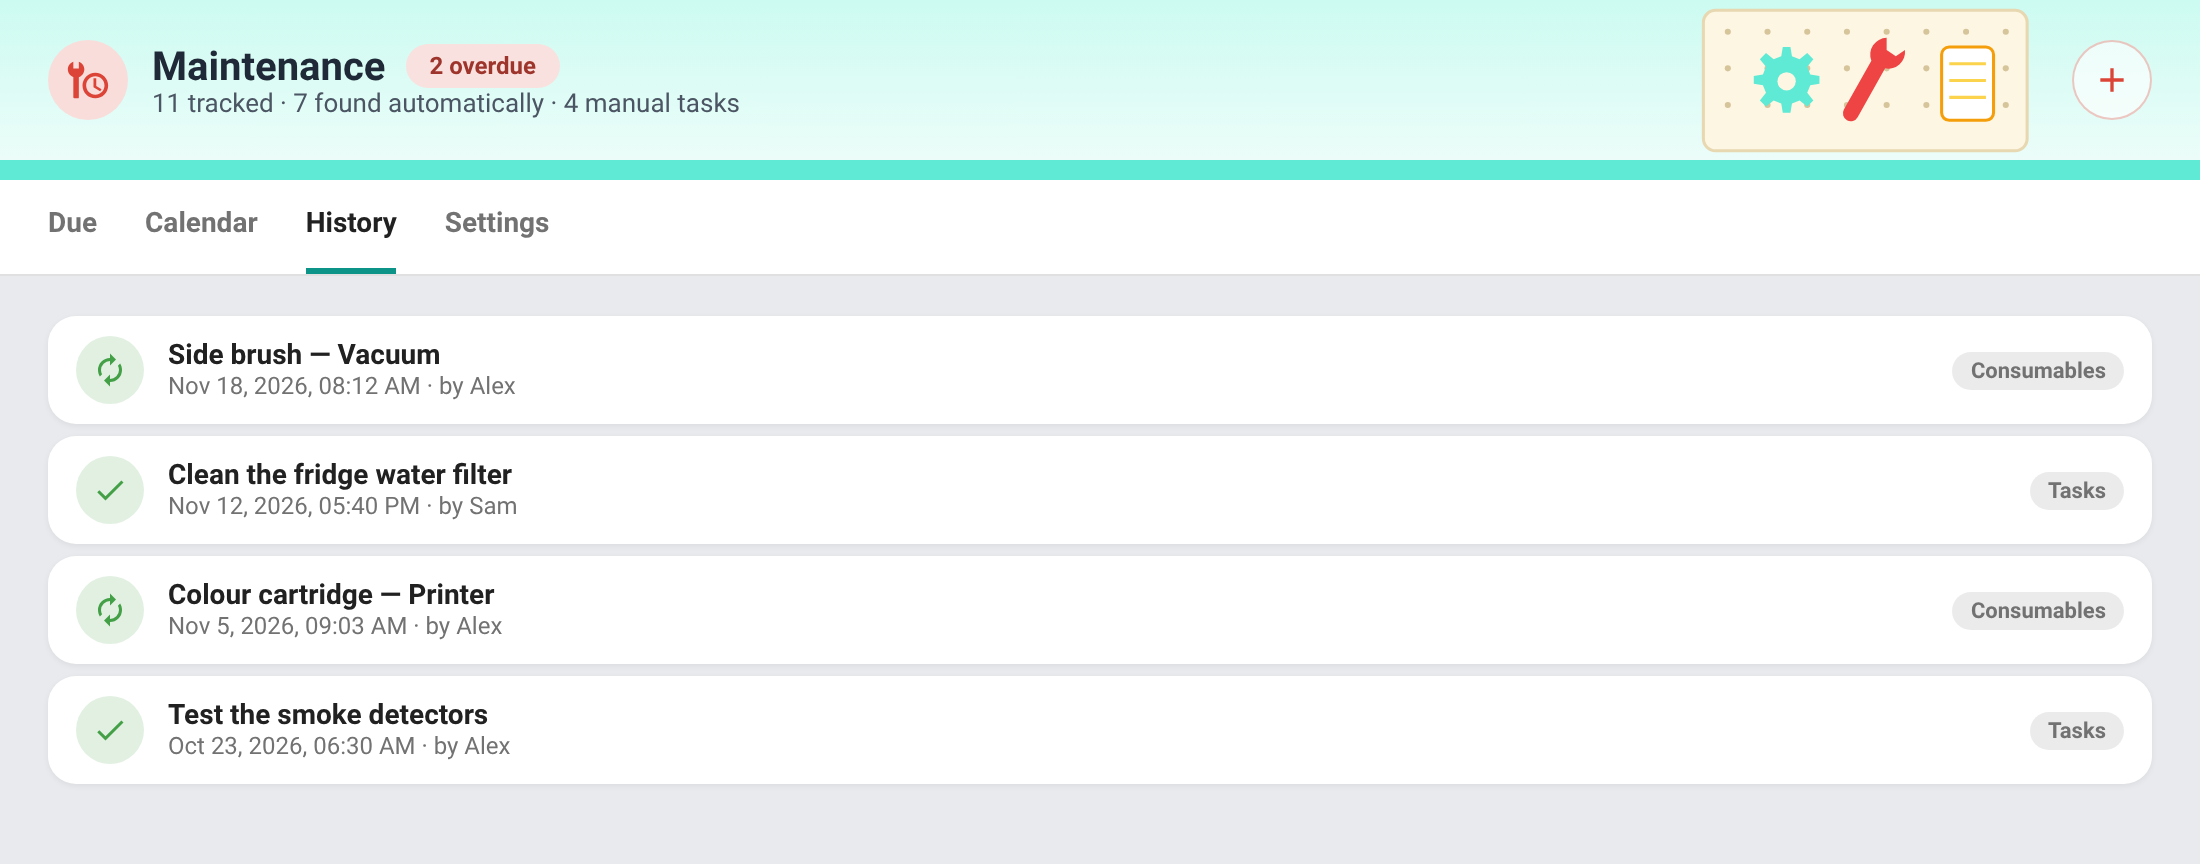 Maintenance 2 overdue
11 tracked · 7 found automatically · 4 manual tasks
Due Calendar History Settings
Side brush — Vacuum
Nov 18, 2026, 08:12 AM · by Alex
Consumables
Clean the fridge water filter
Nov 12, 2026, 05:40 PM · by Sam
Tasks
Colour cartridge — Printer
Nov 5, 2026, 09:03 AM · by Alex
Consumables
Test the smoke detectors
Oct 23, 2026, 06:30 AM · by Alex
Tasks